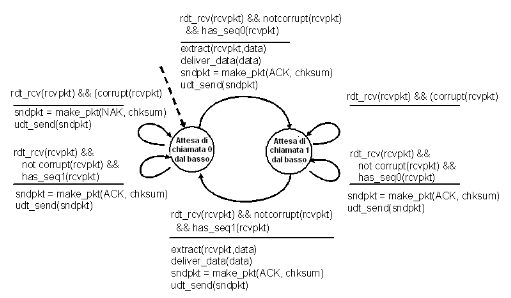 rdt_rcv(rcvpkt) && notcorrupt(rcvpkt)
&& has_seq0(rcvpkt)
extract(rcvpkt,data)
deliver_data(data)
sndpkt = make_pkt(ACK, chksum)
udt_send(sndpkt)
rdt_rcv(rcvpkt) && (corrupt(rcvpkt)
sndpkt = make_pkt(NAK, chksum)
udt_send(sndpkt)
rdt_rcv(rcvpkt) &&
not corrupt(rcvpkt) &&
has_seq1(rcvpkt)
sndpkt = make_pkt(ACK, chksum)
udt_send(sndpkt)
Attesa di
chiamata 0
dal basso
Attesa di
chiamata 1
dal basso
rdt_rcv(rcvpkt) && (corrupt(rcvpkt)
rdt_rcv(rcvpkt) &&
not corrupt(rcvpkt) &&
has_seq0(rcvpkt)
sndpkt = make_pkt(ACK, chksum)
udt_send(sndpkt)
rdt_rcv(rcvpkt) && notcorrupt(rcvpkt)
&& has_seq1(rcvpkt)
extract(rcvpkt,data)
deliver_data(data)
sndpkt = make_pkt(ACK, chksum)
udt_send(sndpkt)